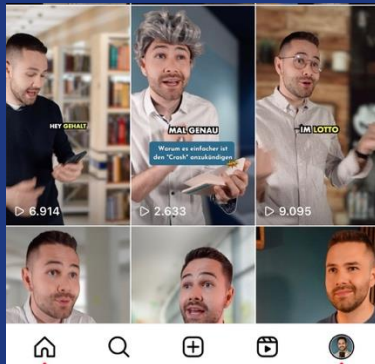 HEY GEHALT,
MAL GENAU
Warum es einfacher ist
den "Crash" anzukündigen
IM LOTTO
6.914
2.633
9.095